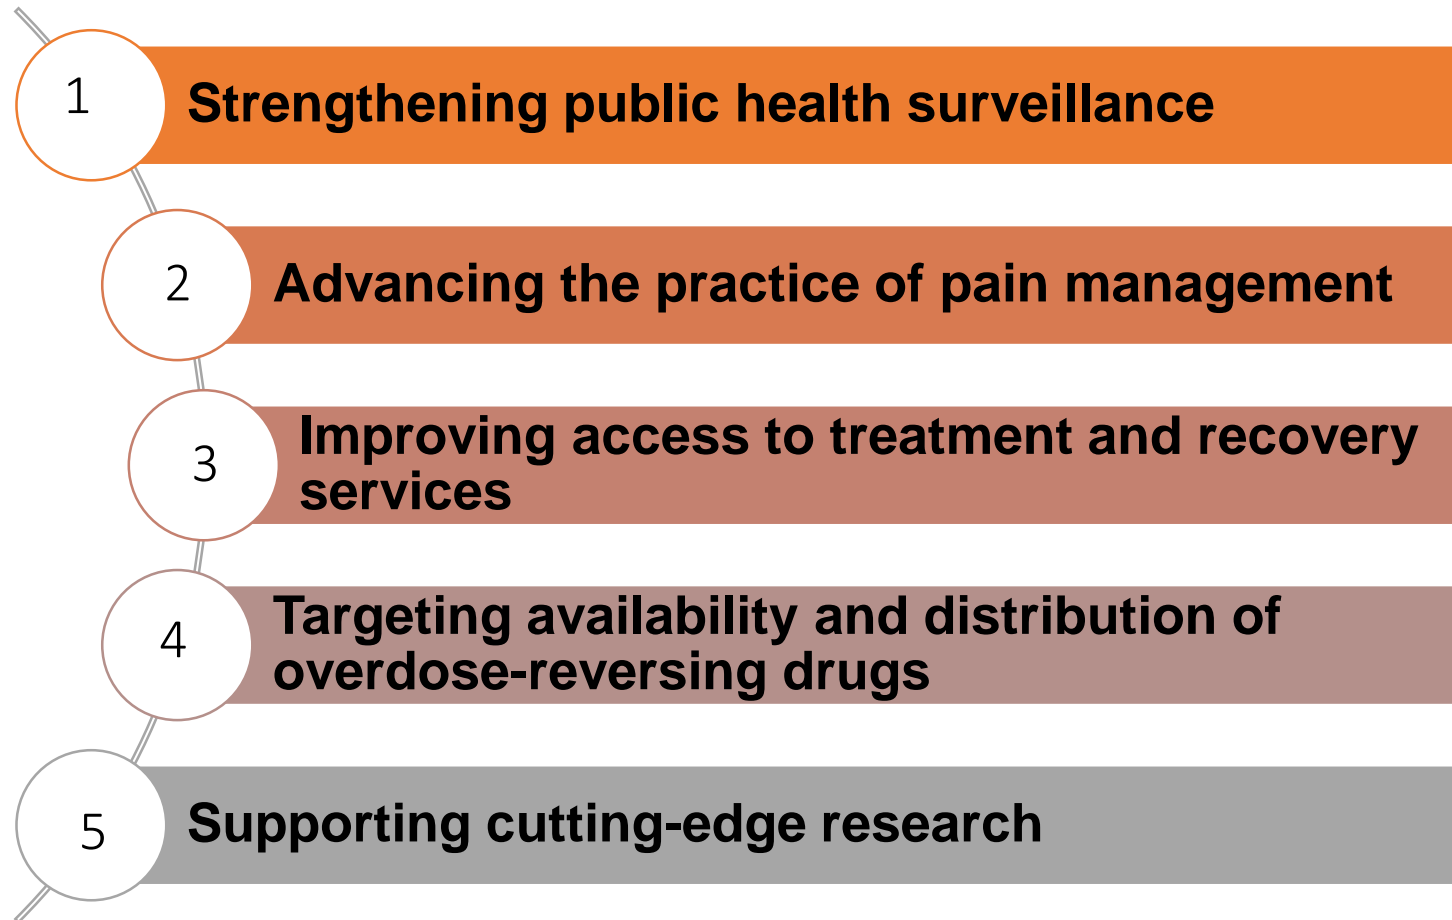 1
Strengthening public health surveillance
2
Advancing the practice of pain management
3
Improving access to treatment and recovery
services
4
Targeting availability and distribution of
overdose-reversing drugs
5
Supporting cutting-edge research